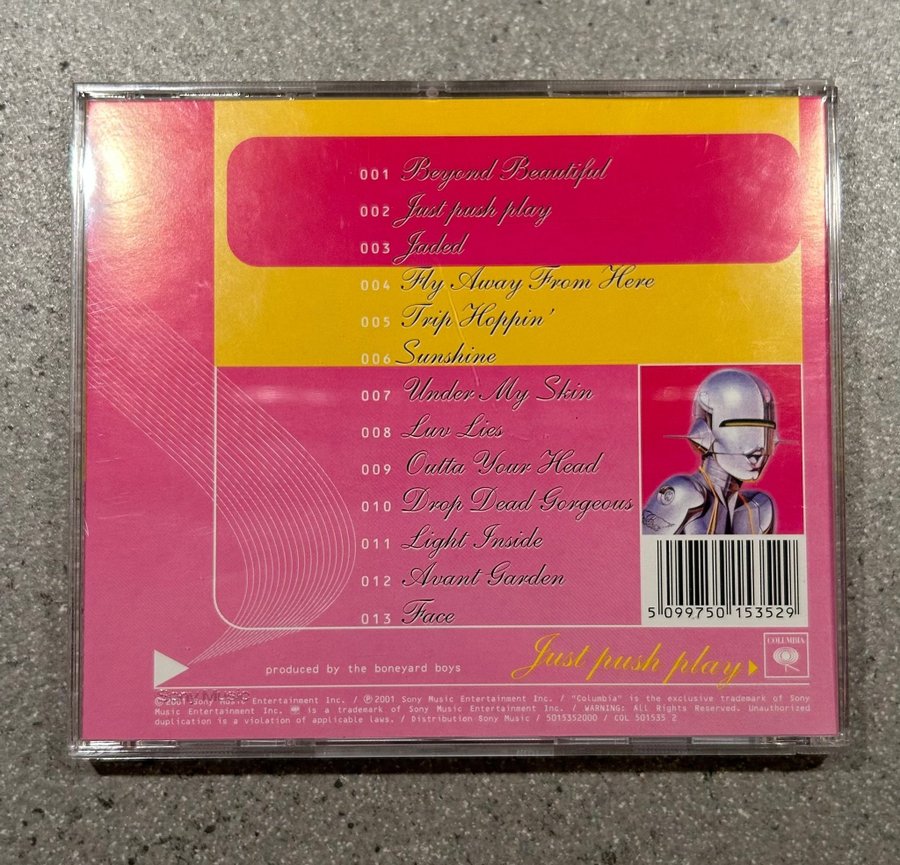 001 Beyond Beautiful
002 Just push play
003 Jaded
004 Fly Away From Here
005 Trip Hoppin'
006 Sunshine
007 Under My Skin
008 Luv Lies
009 Outta Your Head
010 Drop Dead Gorgeous
011 Light Inside
012 Avant Garden
013 Face
5 099750 153529
Just push play
COLUMBIA
produced by the boneyard boys
SONY MUSIC
©2001 Sony Music Entertainment Inc. / ℗2001 Sony Music Entertainment Inc. / "Columbia" is the exclusive trademark of Sony
Music Entertainment Inc. is a trademark of Sony Music Entertainment Inc. / WARNING: All Rights Reserved. Unauthorized
duplication is a violation of applicable laws. / Distribution Sony Music / 5015352000 / COL 501535 2